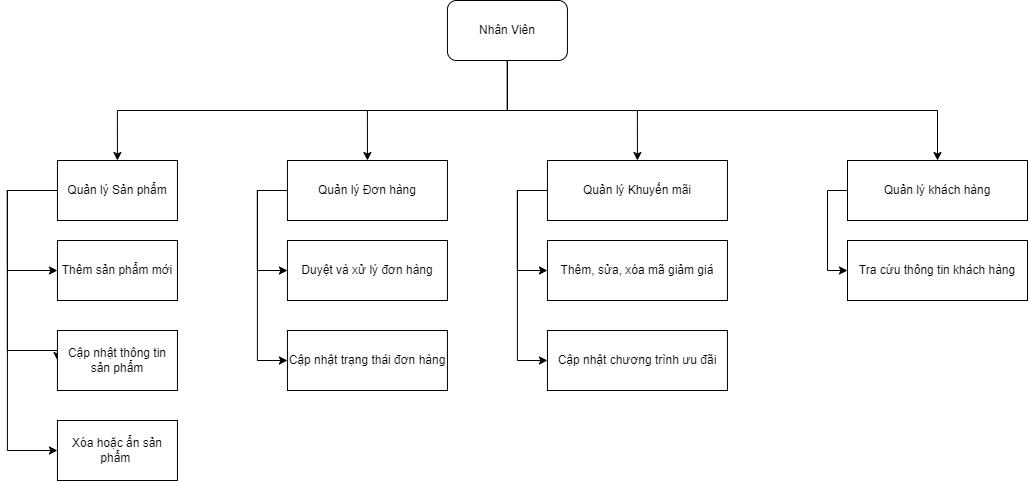 Nhân Viên
Quản lý Sản phẩm
Quản lý Đơn hàng
Quản lý Khuyến mãi
Quản lý khách hàng
Thêm sản phẩm mới
Duyệt và xử lý đơn hàng
Thêm, sửa, xóa mã giảm giá
Tra cứu thông tin khách hàng
Cập nhật thông tin
sản phẩm
Cập nhật trạng thái đơn hàng
Cập nhật chương trình ưu đãi
Xóa hoặc ẩn sản
phẩm